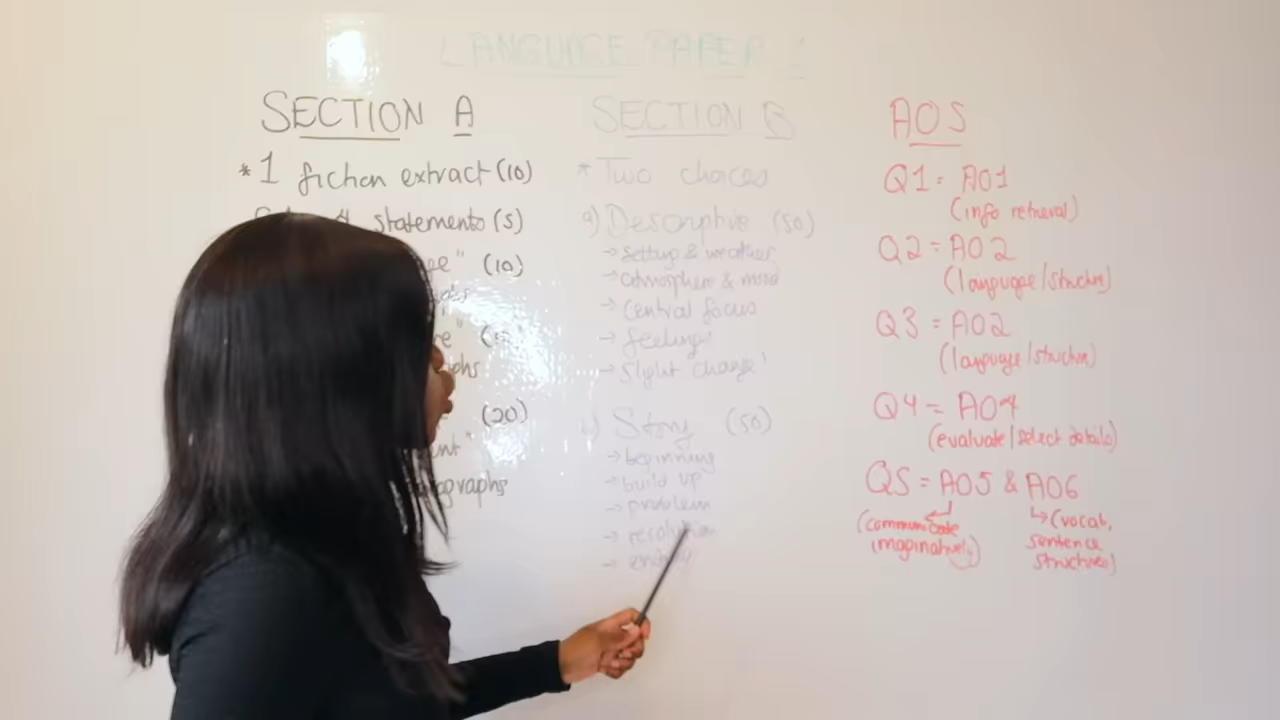 LANGUAGE PAPER 1
SECTION A
* 1 fiction extract (10)
statements (5)
(10)
(20)
paragraphs
SECTION B
* Two choices
a) Descriptive (50)
→ setting & weather
→ atmosphere & mood
→ central focus
→ feelings
→ slight change
Story (50)
→ beginning
→ build up
→ problem
→ resolution
→ ending
AOS
Q1 = AO1
(info retrieval)
Q2 = AO2
(language/structure)
Q3 = AO2
(language/structure)
Q4 = AO4
(evaluate/select details)
Q5 = AO5 & AO6
(communicate
imaginatively)
↳ (vocab,
sentence
structures)